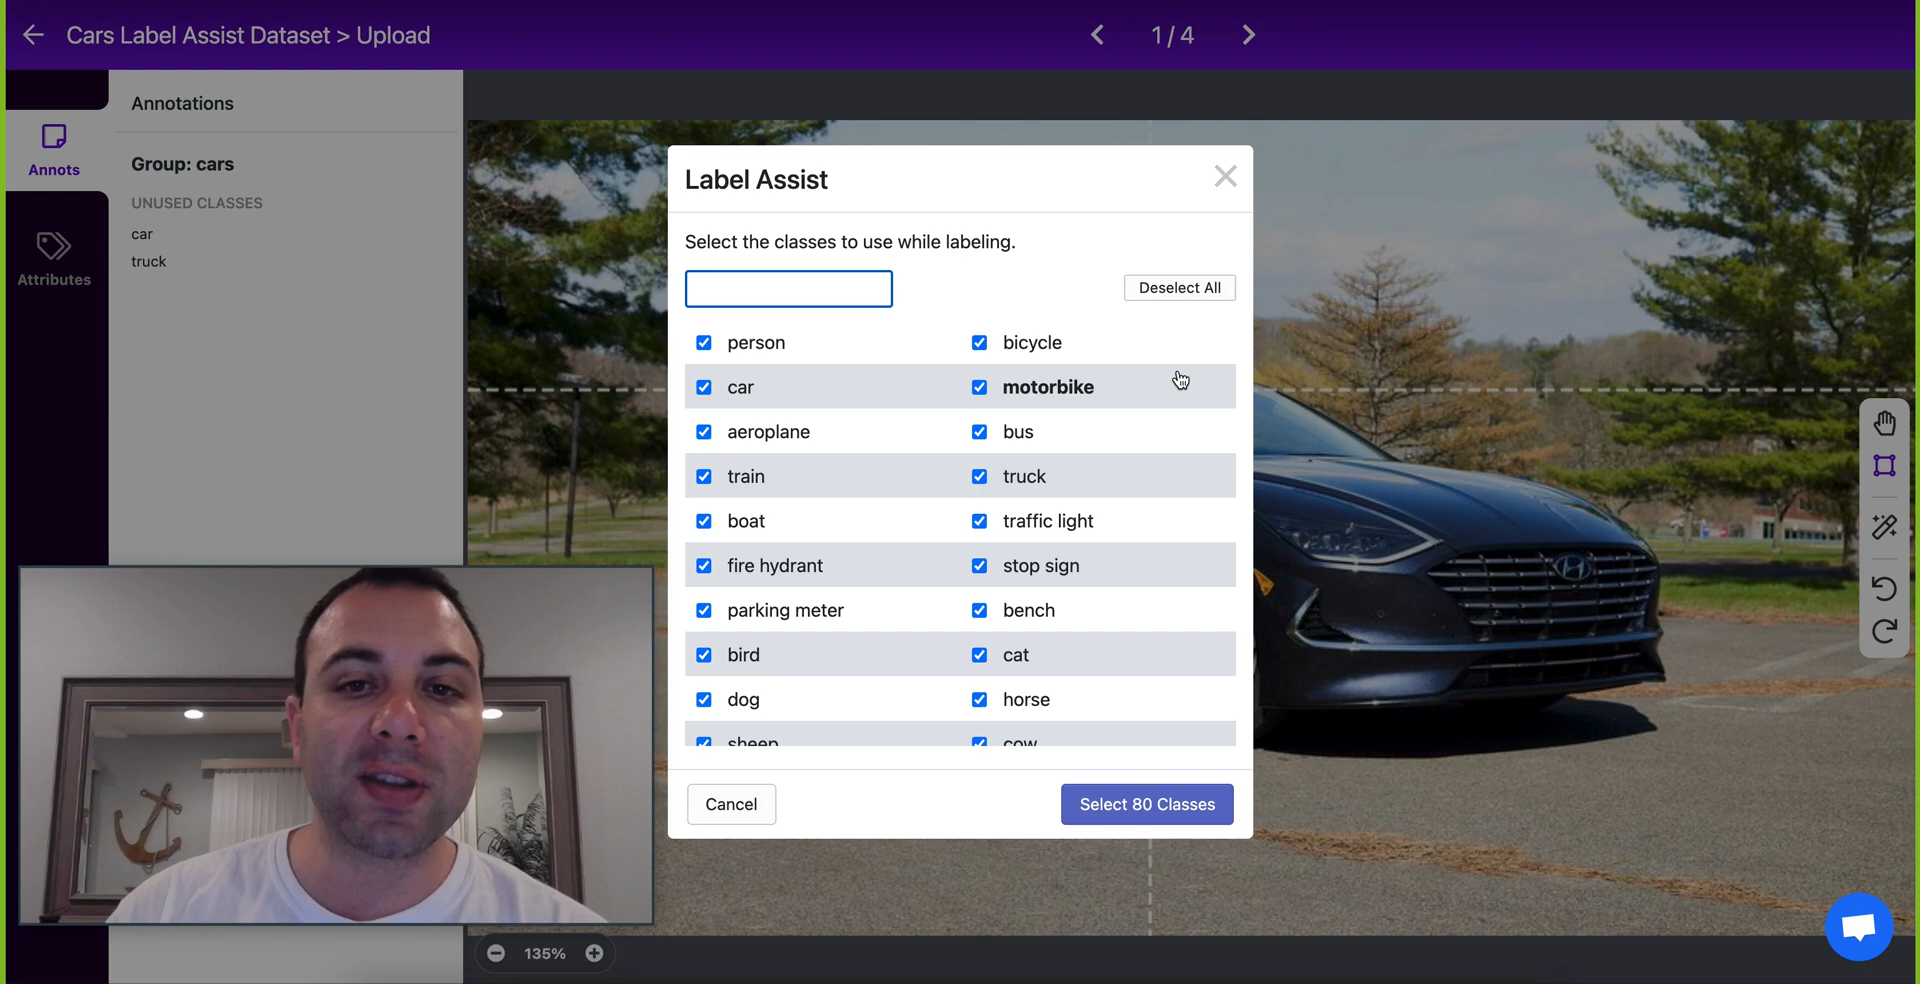 Cars Label Assist Dataset > Upload
1 / 4
Annotations
Annots
Group: cars
UNUSED CLASSES
car
truck
Attributes
Label Assist
Select the classes to use while labeling.
Deselect All
person
bicycle
car
motorbike
aeroplane
bus
train
truck
boat
traffic light
fire hydrant
stop sign
parking meter
bench
bird
cat
dog
horse
sheep
cow
Cancel
Select 80 Classes
135%